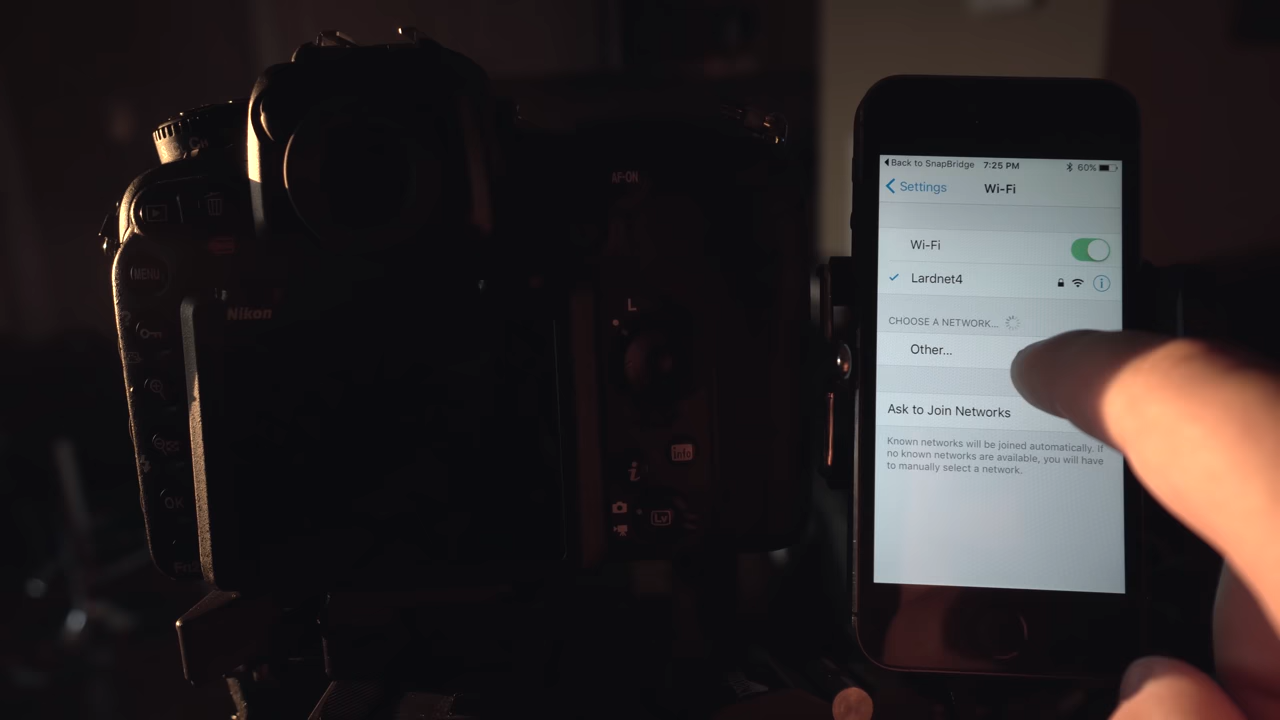 AF-ON
MENU
Nikon
L
info
i
Lv
OK
Fn3
Back to SnapBridge 7:25 PM 60%
Settings Wi-Fi
Wi-Fi
Lardnet4
CHOOSE A NETWORK...
Other...
Ask to Join Networks
Known networks will be joined automatically. If
no known networks are available, you will have
to manually select a network.